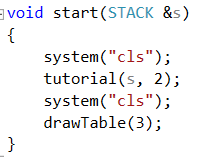 void start(STACK &s)
{
    system("cls");
    tutorial(s, 2);
    system("cls");
    drawTable(3);
}